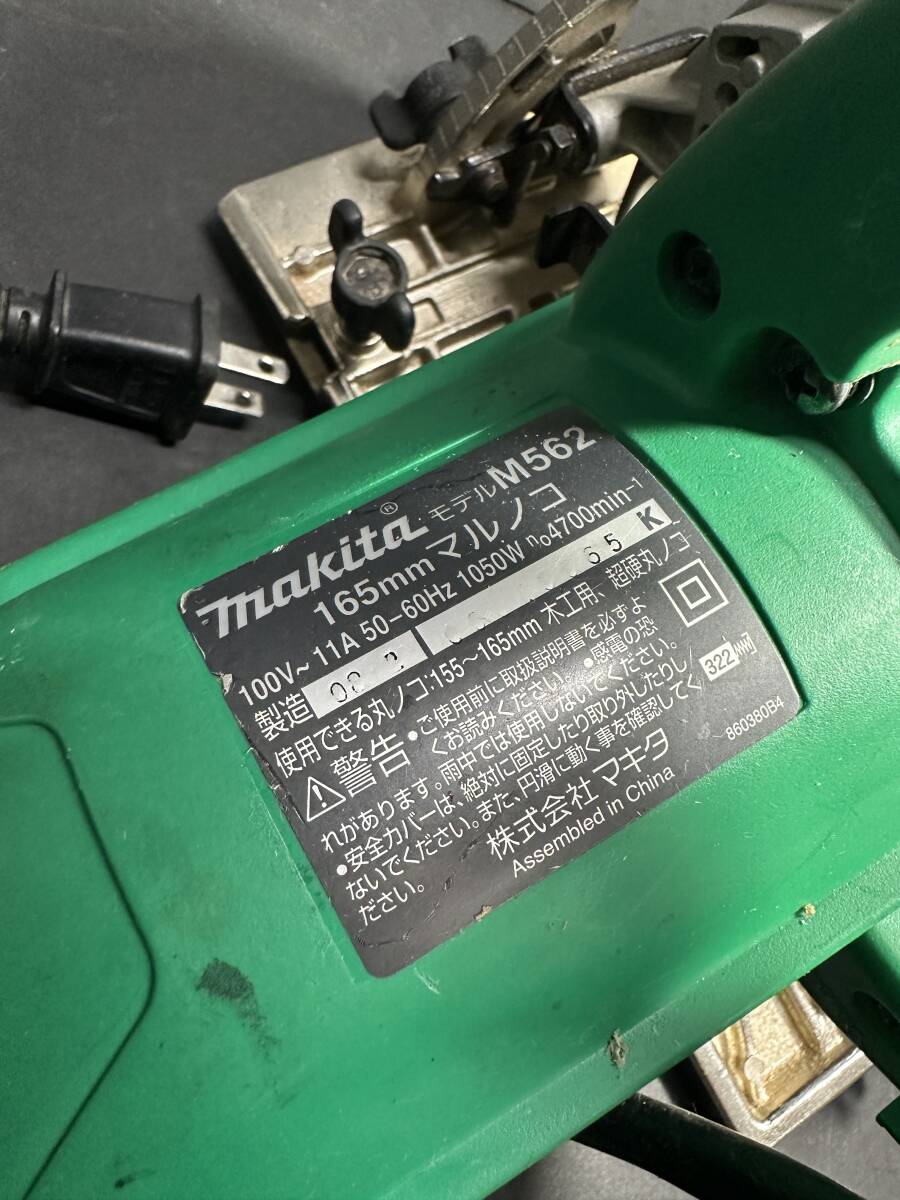 makita® モデル M562
165mm マルノコ
100V~ 11A 50-60Hz 1050W n₀4700min⁻¹
製造 65 K
使用できる丸ノコ:155~165mm 木工用、超硬丸ノコ
⚠警告 •ご使用前に取扱説明書を必ずよ
くお読みください。 •感電の恐
れがあります。雨中では使用しないでください。
•安全カバーは、絶対に固定したり取り外したりし
ないでください。また、円滑に動く事を確認してく
ださい。
322
株式会社 マキタ
860380B4
Assembled in China